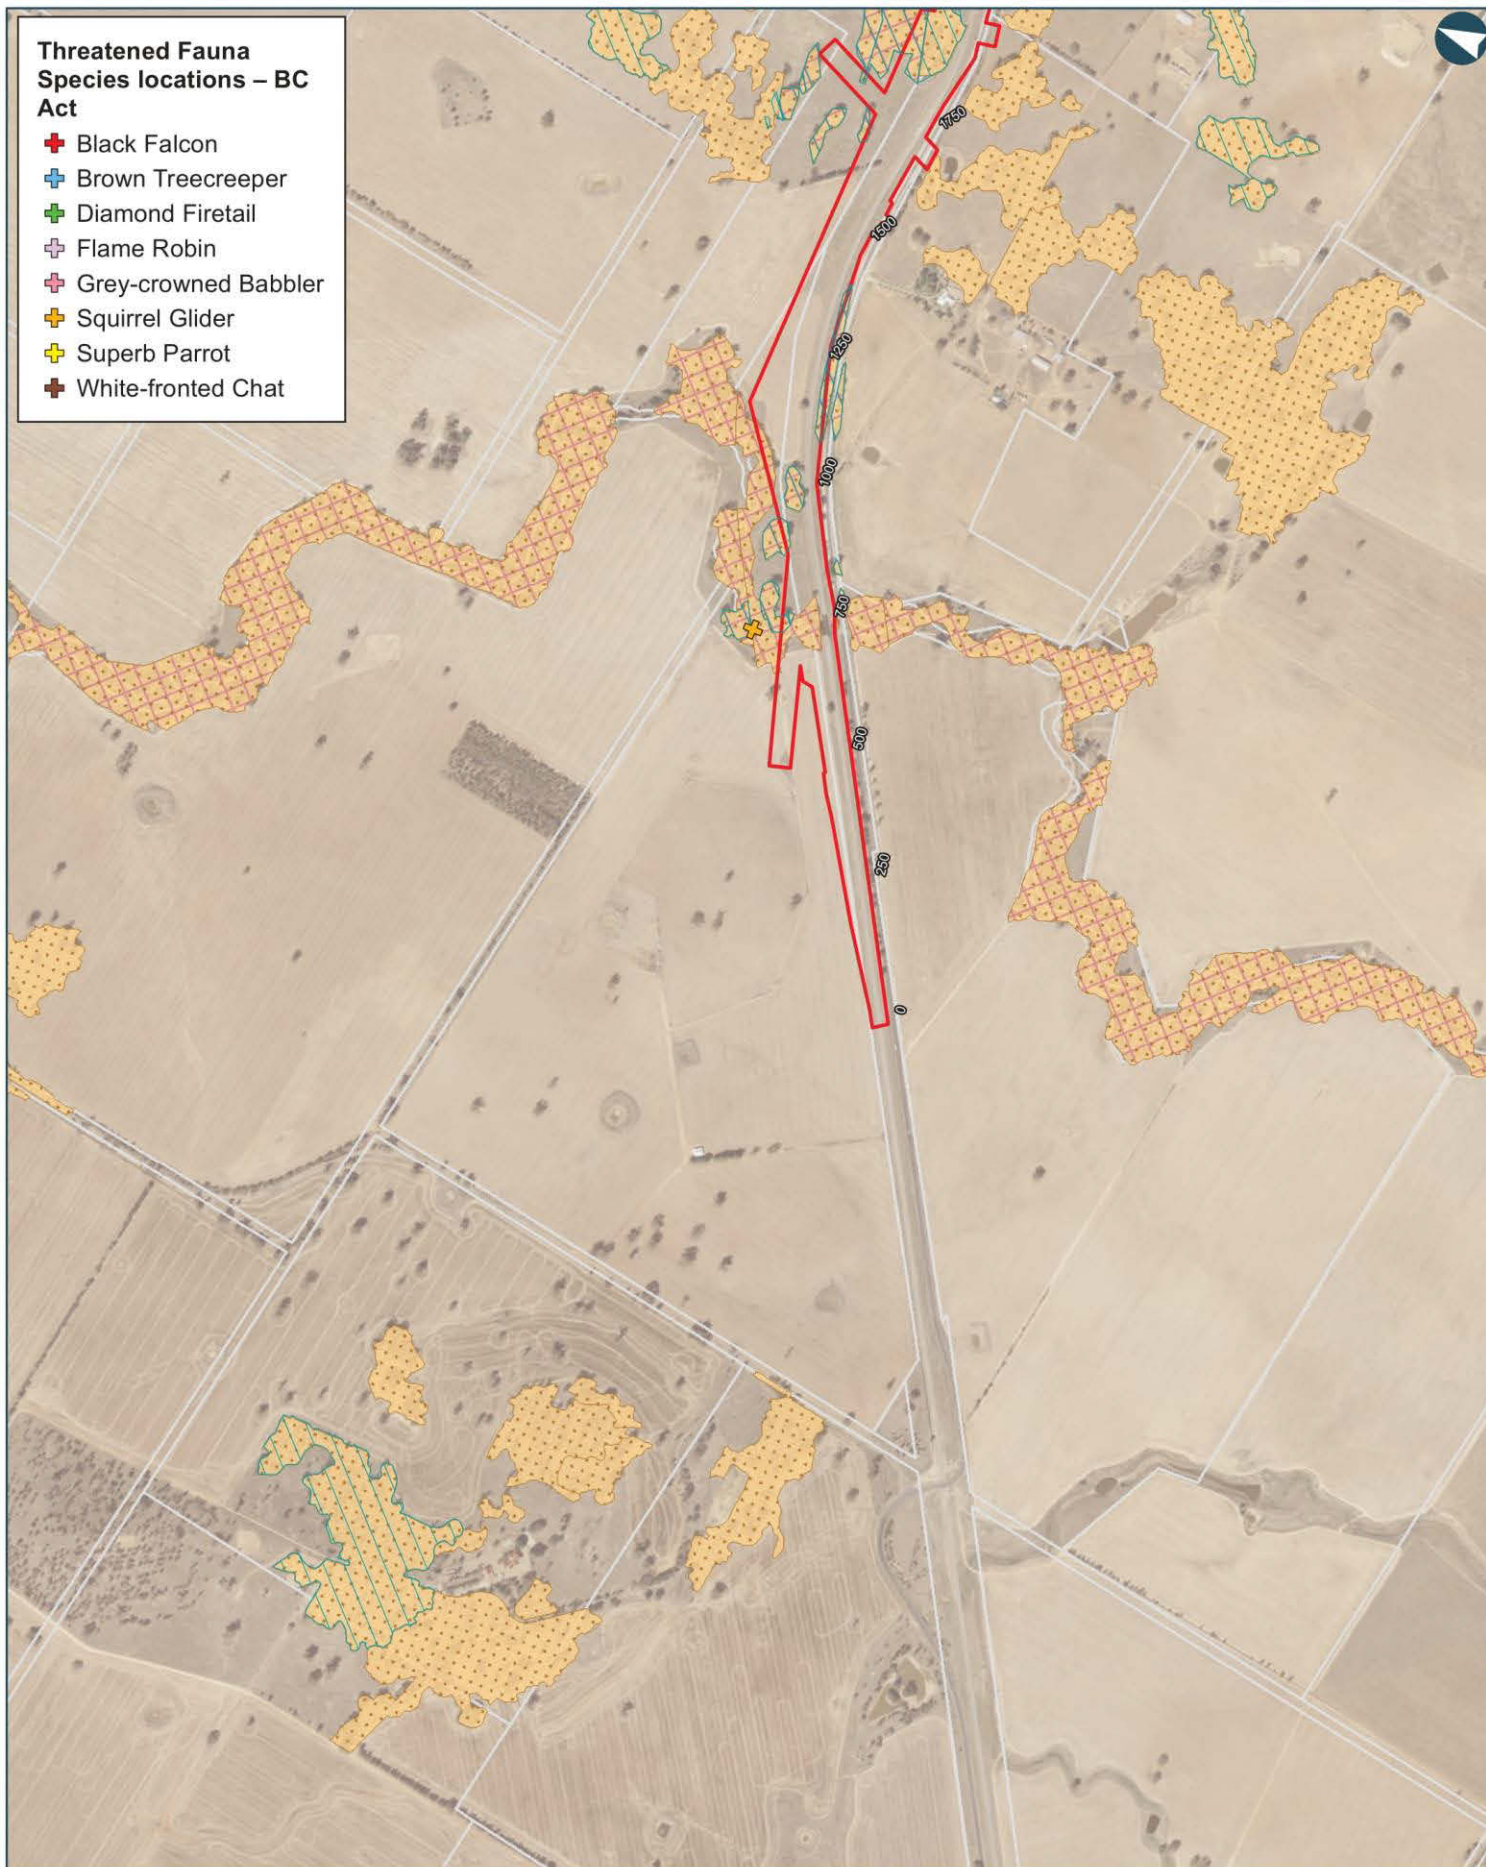 Threatened Fauna
Species locations – BC
Act
Black Falcon
Brown Treecreeper
Diamond Firetail
Flame Robin
Grey-crowned Babbler
Squirrel Glider
Superb Parrot
White-fronted Chat
1750
1500
1250
1000
750
500
250
0